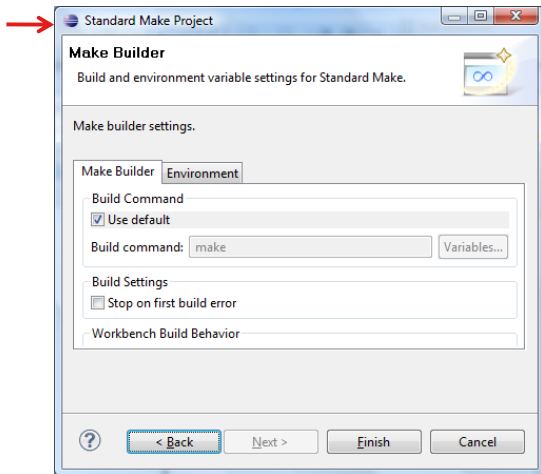 Standard Make Project
Make Builder
Build and environment variable settings for Standard Make.
Make builder settings.
Make Builder Environment
Build Command
Use default
Build command: make Variables...
Build Settings
Stop on first build error
Workbench Build Behavior
? < Back Next > Finish Cancel